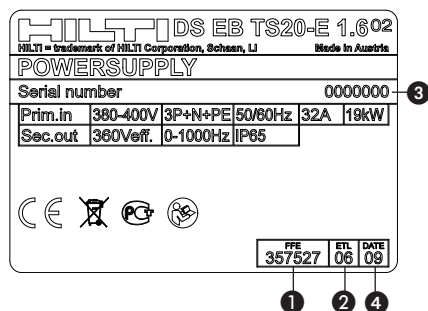 HILTI DS EB TS20-E 1.6 02
HILTI = trademark of HILTI Corporation, Schaan, LI Made in Austria
POWERSUPPLY
Serial number 0000000 3
Prim.in 380-400V 3P+N+PE 50/60Hz 32A 19kW
Sec.out 360Veff. 0-1000Hz IP65
CE PCT
FFE ETL DATE
357527 06 09
1 2 4